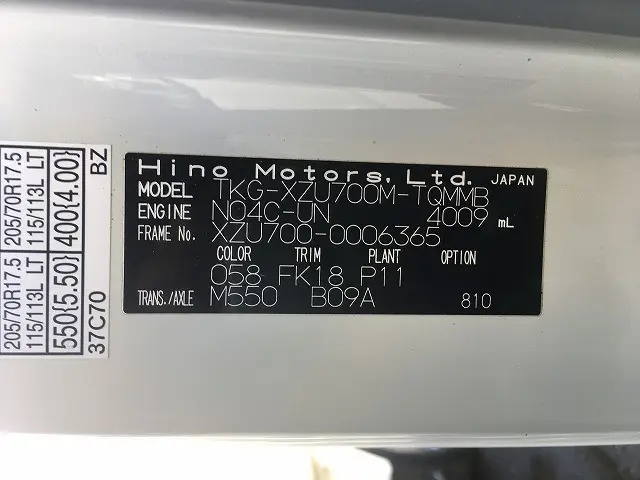 Hino Motors, Ltd. JAPAN
MODEL TKG-XZU700M-TQMMB
ENGINE N04C-UN 4009 mL
FRAME No. XZU700-0006365
COLOR TRIM PLANT OPTION
058 FK18 P11
TRANS./AXLE M550 B09A 810
205/70R17.5 205/70R17.5
115/113L LT 115/113L LT
550{5.50} 400{4.00}
37C70 BZ